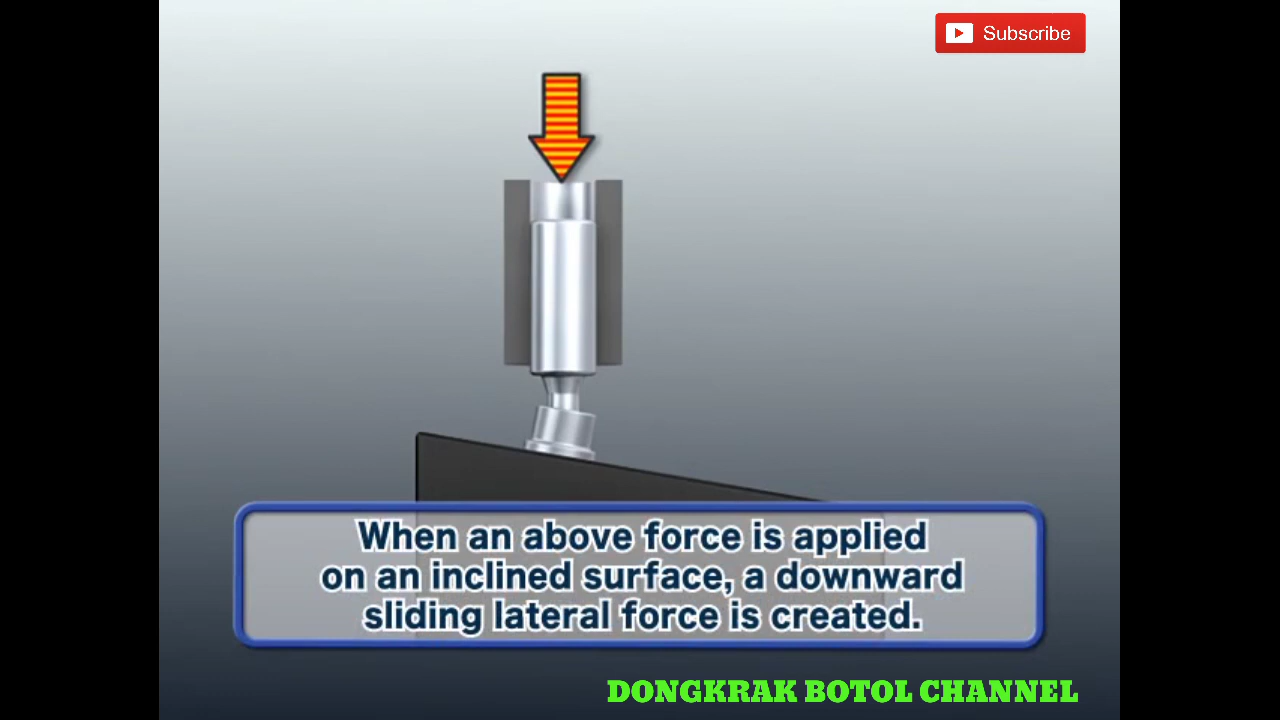 Subscribe
When an above force is applied
on an inclined surface, a downward
sliding lateral force is created.
DONGKRAK BOTOL CHANNEL